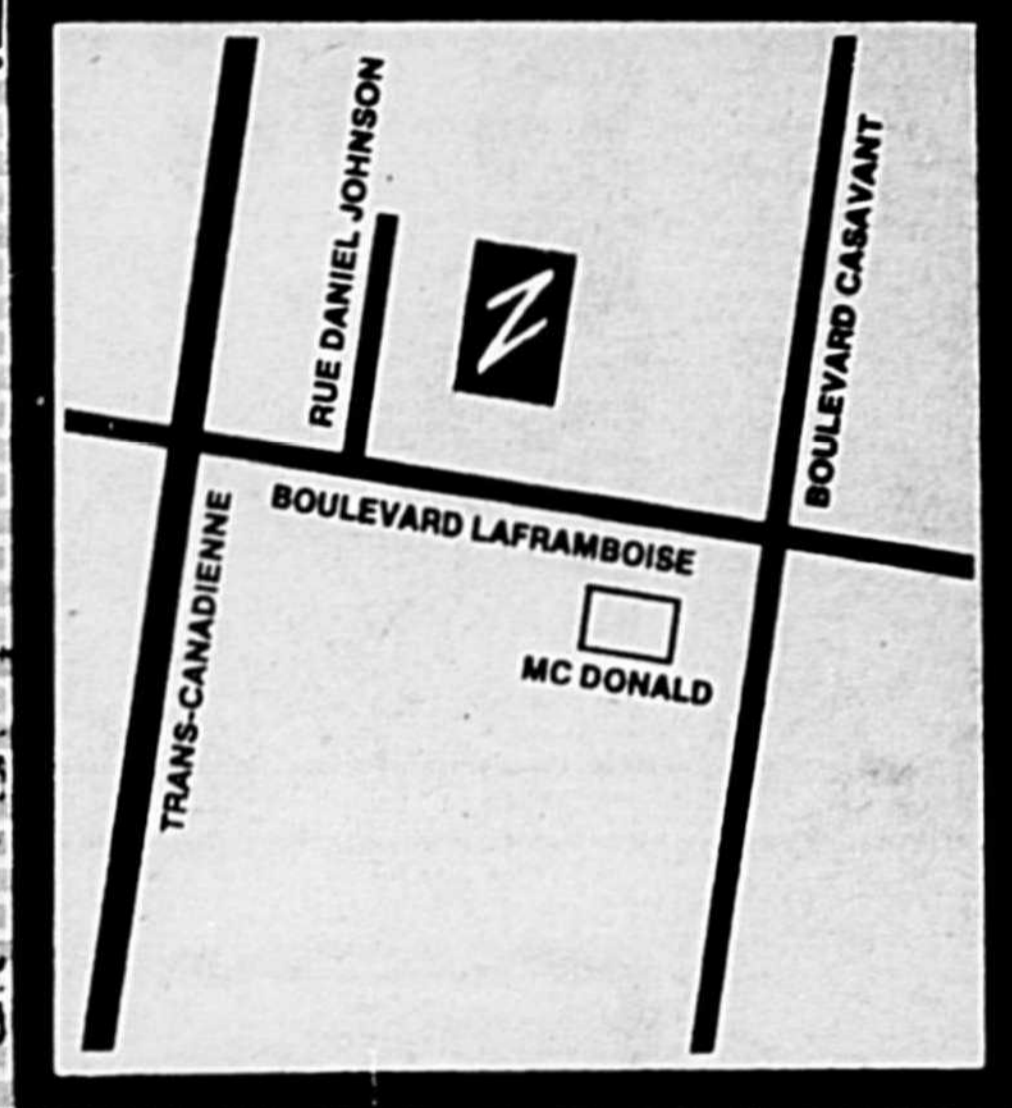 RUE DANIEL JOHNSON
BOULEVARD CASAVANT
BOULEVARD LAFRAMBOISE
TRANS-CANADIENNE
MC DONALD